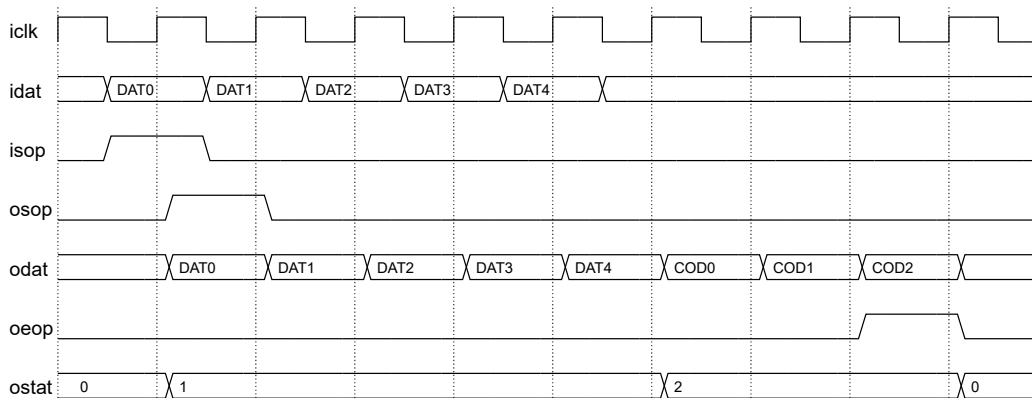 iclk
idat DAT0 DAT1 DAT2 DAT3 DAT4
isop
osop
odat DAT0 DAT1 DAT2 DAT3 DAT4 COD0 COD1 COD2
oeop
ostat 0 1 2 0